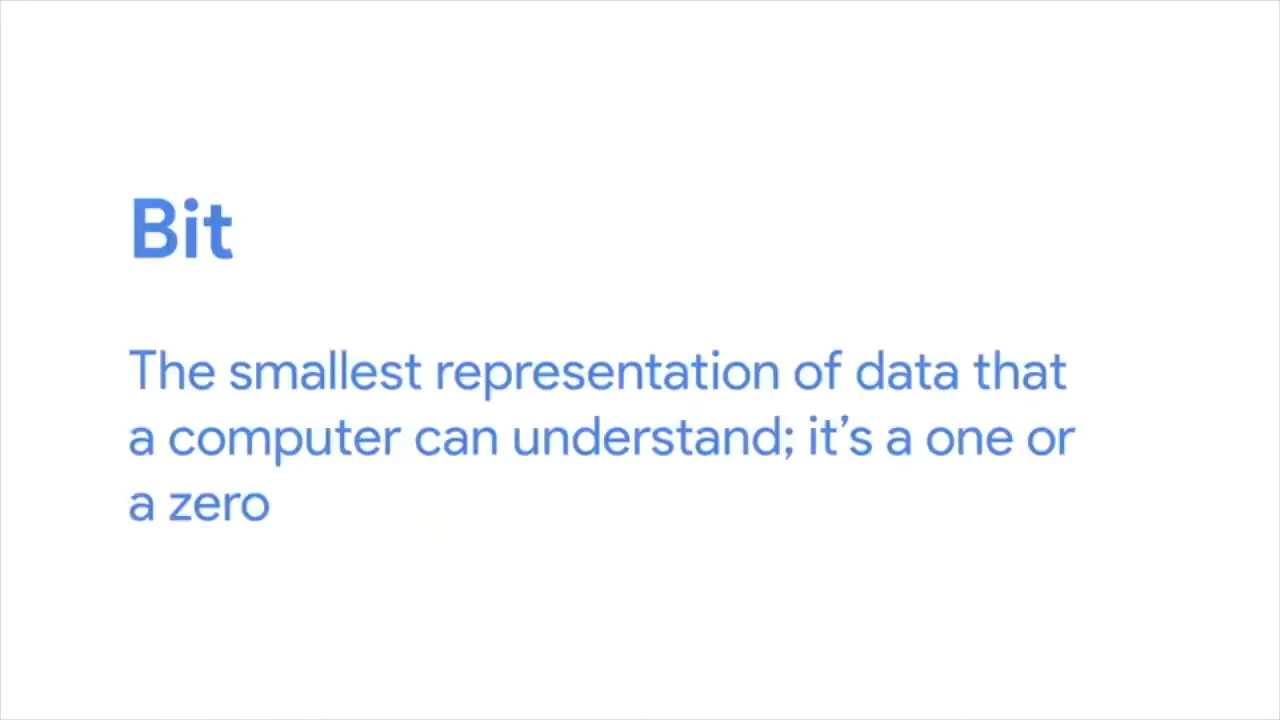 Bit
The smallest representation of data that
a computer can understand; it’s a one or
a zero